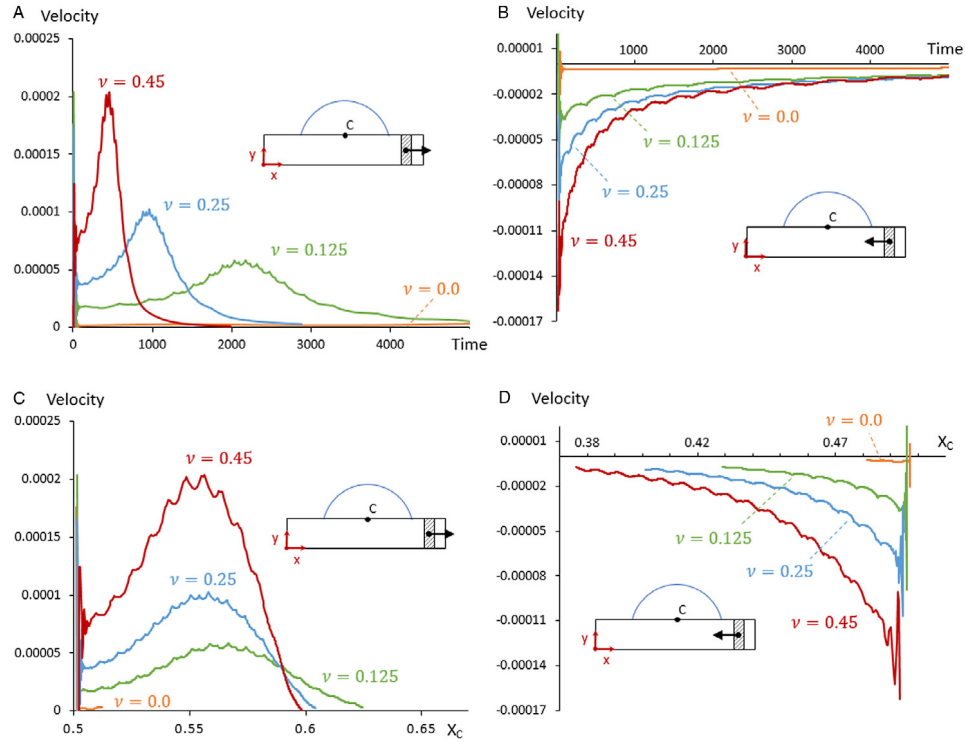 A Velocity
0.00025
0.0002
0.00015
0.0001
0.00005
0
0 1000 2000 3000 4000 Time
ν = 0.45
ν = 0.25
ν = 0.125
ν = 0.0
C
y
x
B Velocity
0.00001
-0.00002
-0.00005
-0.00008
-0.00011
-0.00014
-0.00017
1000 2000 3000 4000 Time
ν = 0.0
ν = 0.125
ν = 0.25
ν = 0.45
C
y
x
C Velocity
0.00025
0.0002
0.00015
0.0001
0.00005
0
0.5 0.55 0.6 0.65 X_C
ν = 0.45
ν = 0.25
ν = 0.125
ν = 0.0
C
y
x
D Velocity
0.00001
-0.00002
-0.00005
-0.00008
-0.00011
-0.00014
-0.00017
0.38 0.42 0.47 X_C
ν = 0.0
ν = 0.125
ν = 0.25
ν = 0.45
C
y
x